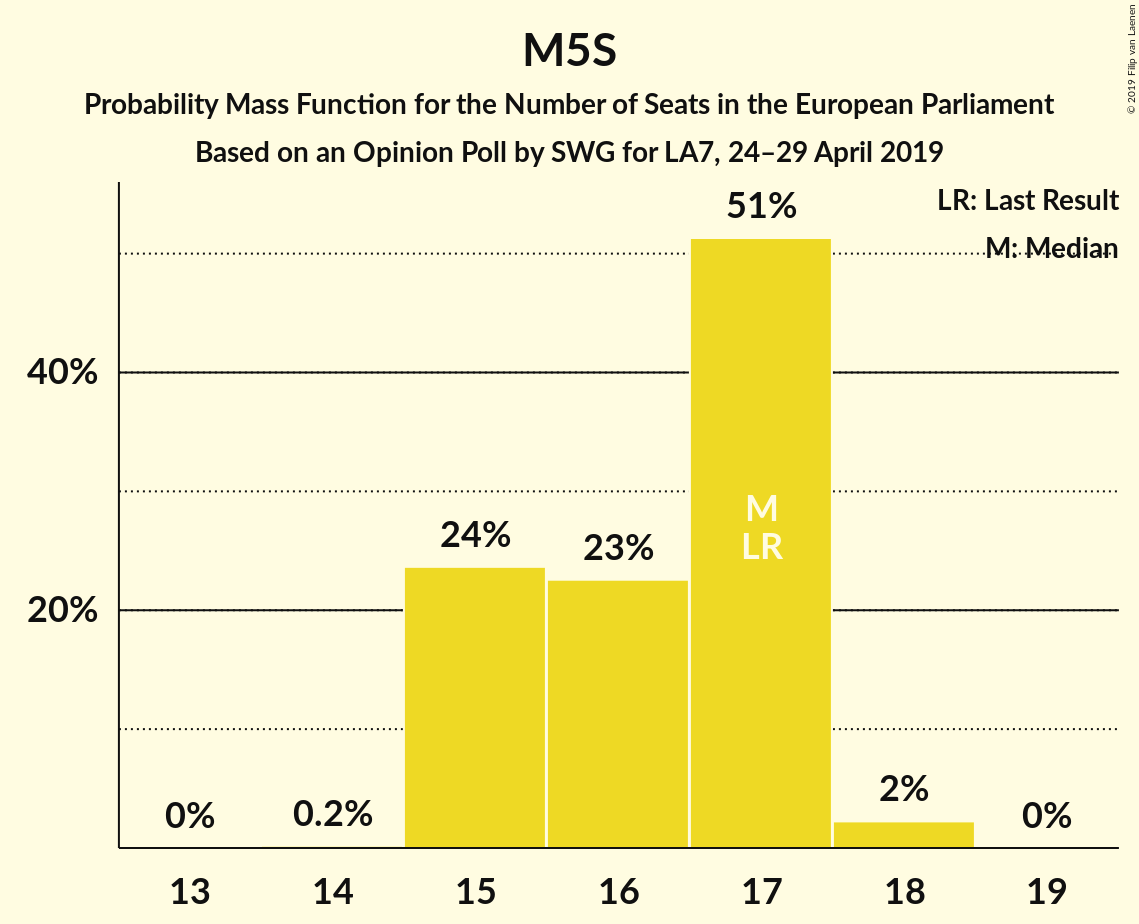 M5S
Probability Mass Function for the Number of Seats in the European Parliament
Based on an Opinion Poll by SWG for LA7, 24–29 April 2019
© 2019 Filip van Laenen
LR: Last Result
M: Median
51%
40%
24%
23%
M
LR
20%
0%
0.2%
2%
0%
13 14 15 16 17 18 19